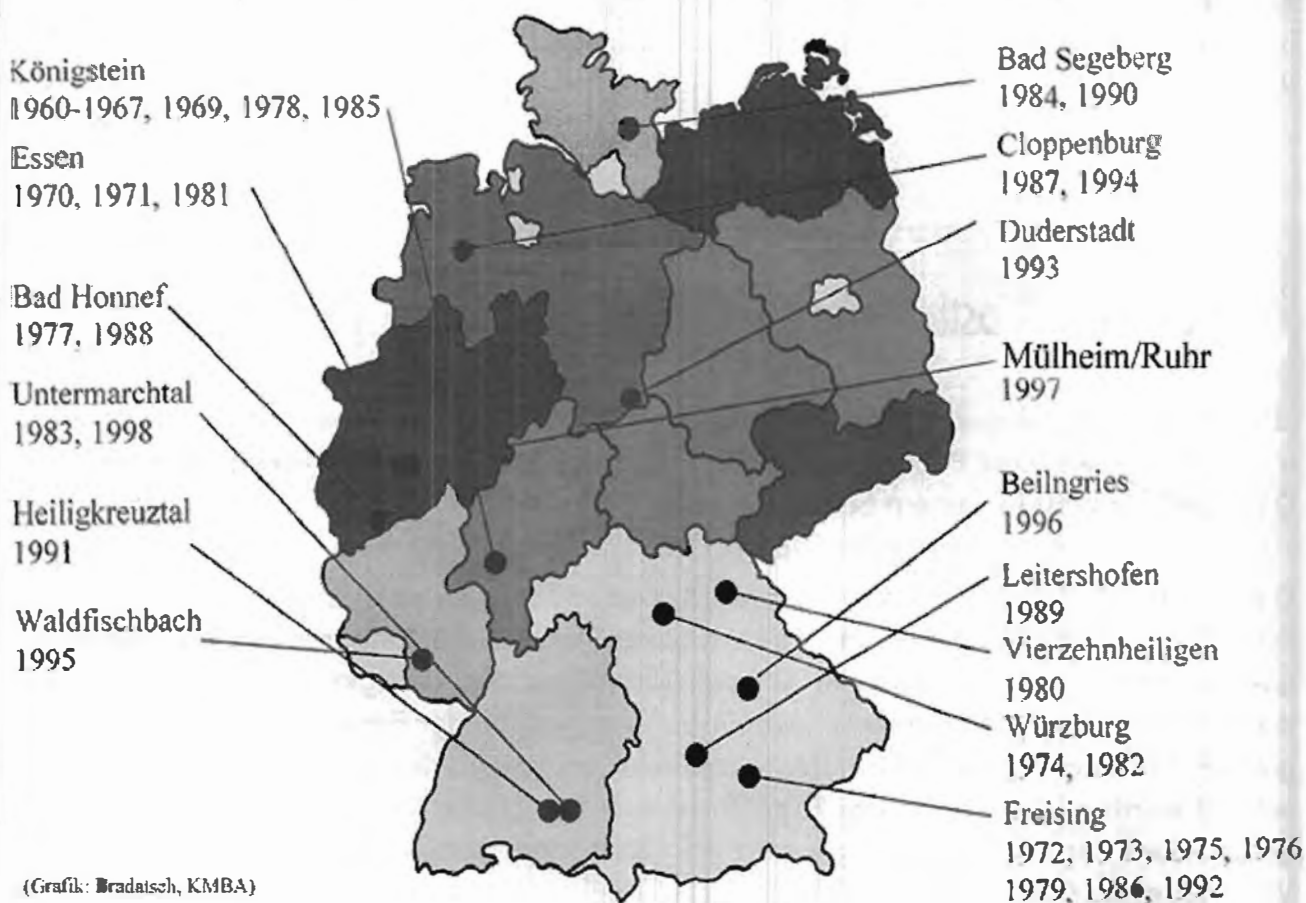 Königstein
1960-1967, 1969, 1978, 1985
Essen
1970, 1971, 1981
Bad Honnef
1977, 1988
Untermarchtal
1983, 1998
Heiligkreuztal
1991
Waldfischbach
1995
(Grafik: Bradatsch, KMBA)
Bad Segeberg
1984, 1990
Cloppenburg
1987, 1994
Duderstadt
1993
Mülheim/Ruhr
1997
Beilngries
1996
Leitershofen
1989
Vierzehnheiligen
1980
Würzburg
1974, 1982
Freising
1972, 1973, 1975, 1976
1979, 1986, 1992